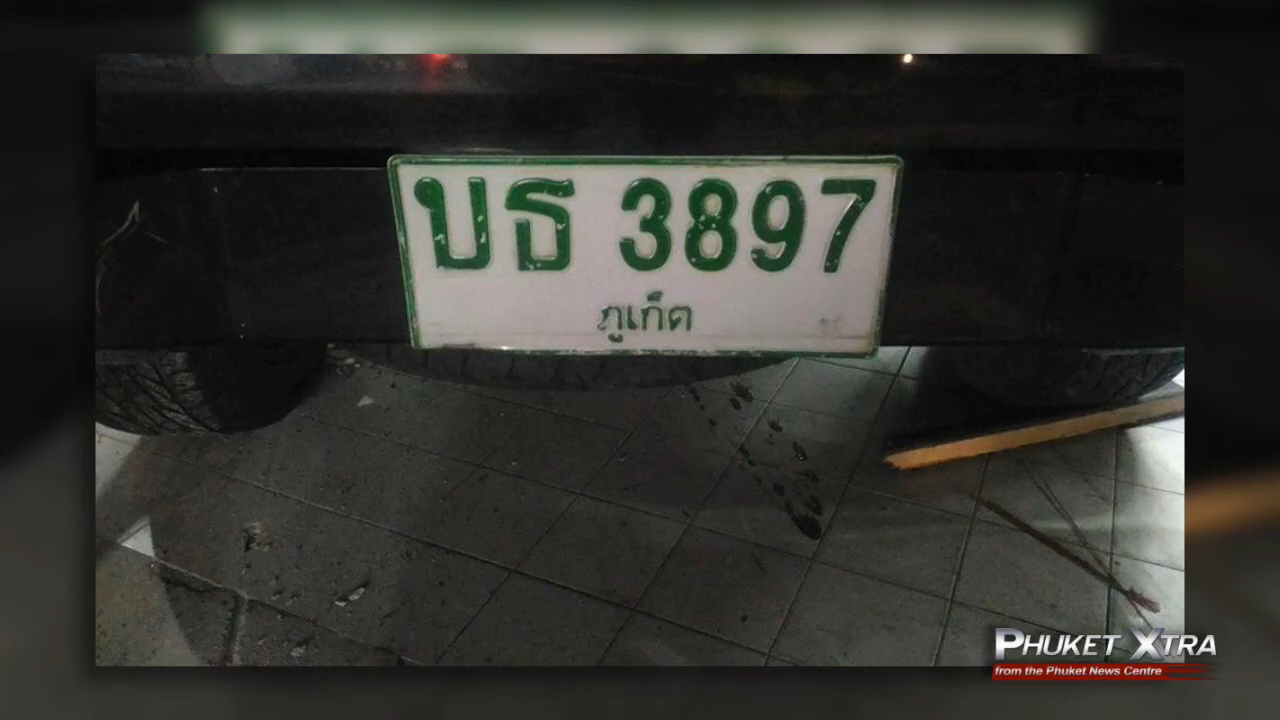 บธ 3897
ภูเก็ต
PHUKET XTRA
from the Phuket News Centre